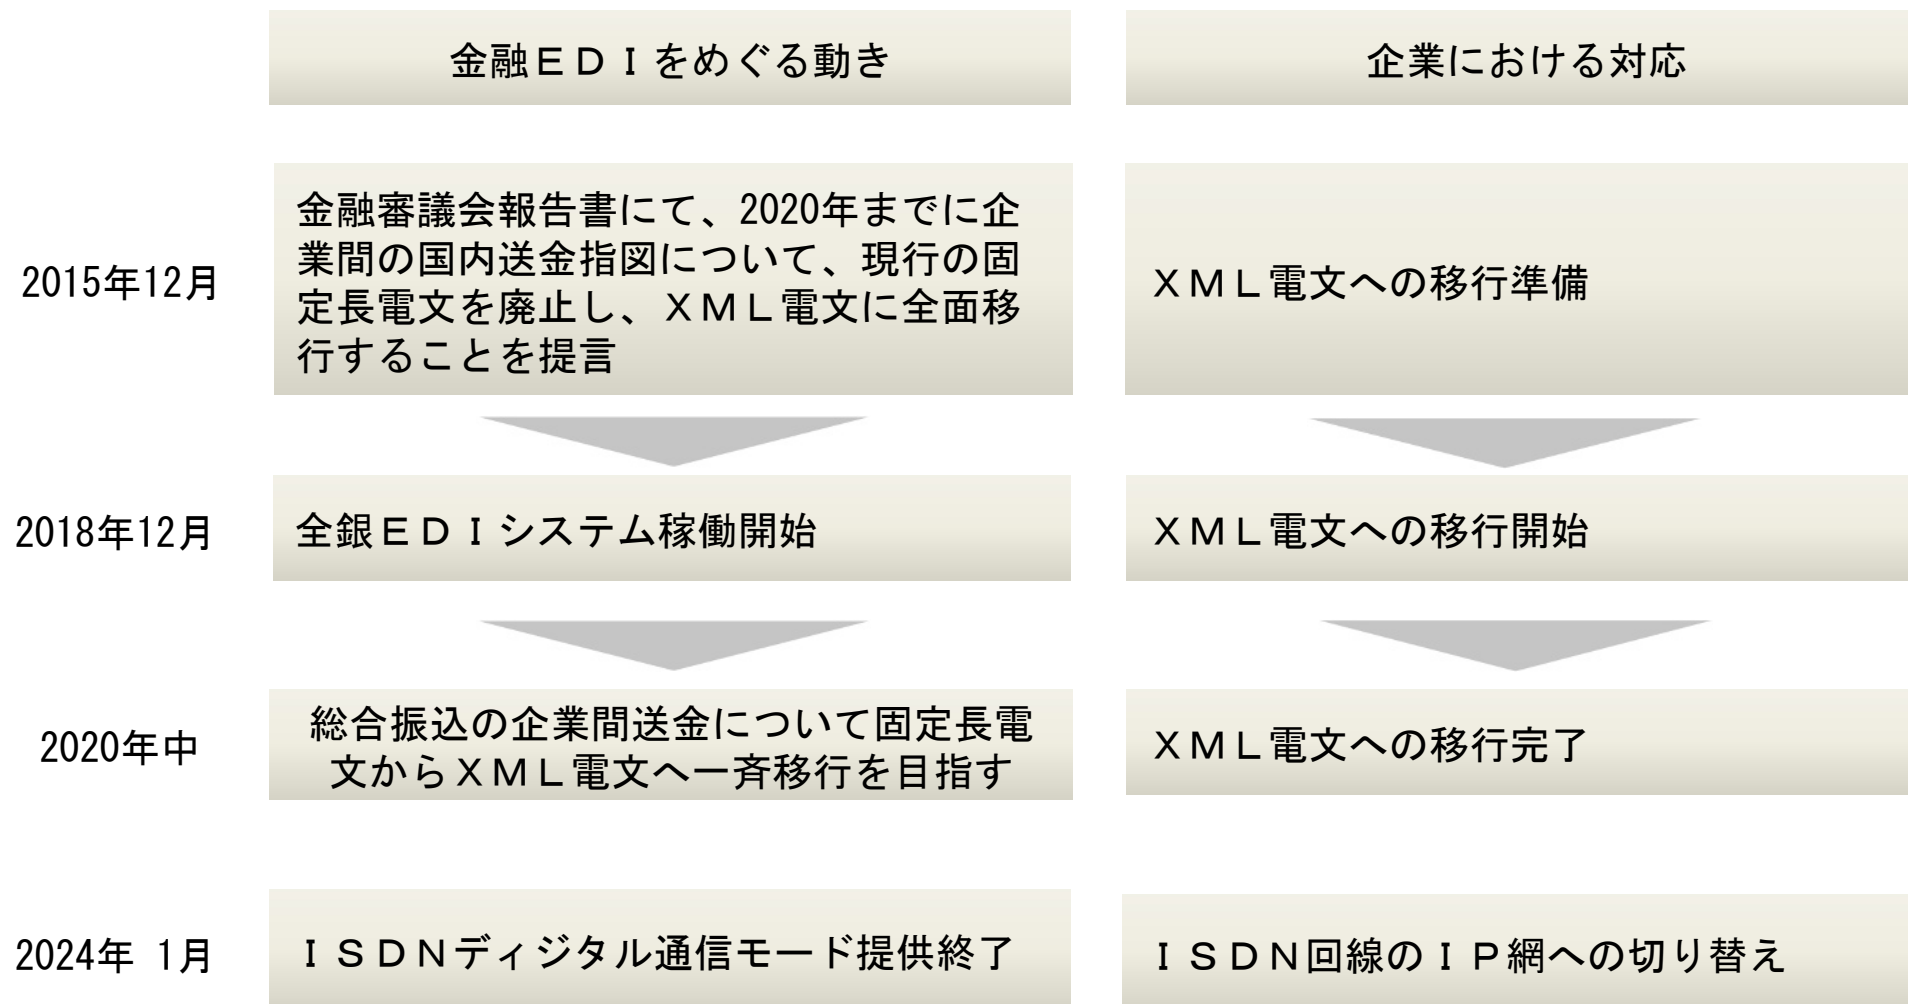 金融ＥＤＩをめぐる動き
企業における対応
2015年12月
金融審議会報告書にて、2020年までに企
業間の国内送金指図について、現行の固
定長電文を廃止し、ＸＭＬ電文に全面移
行することを提言
ＸＭＬ電文への移行準備
2018年12月
全銀ＥＤＩシステム稼働開始
ＸＭＬ電文への移行開始
2020年中
総合振込の企業間送金について固定長電
文からＸＭＬ電文へ一斉移行を目指す
ＸＭＬ電文への移行完了
2024年 1月
ＩＳＤＮディジタル通信モード提供終了
ＩＳＤＮ回線のＩＰ網への切り替え